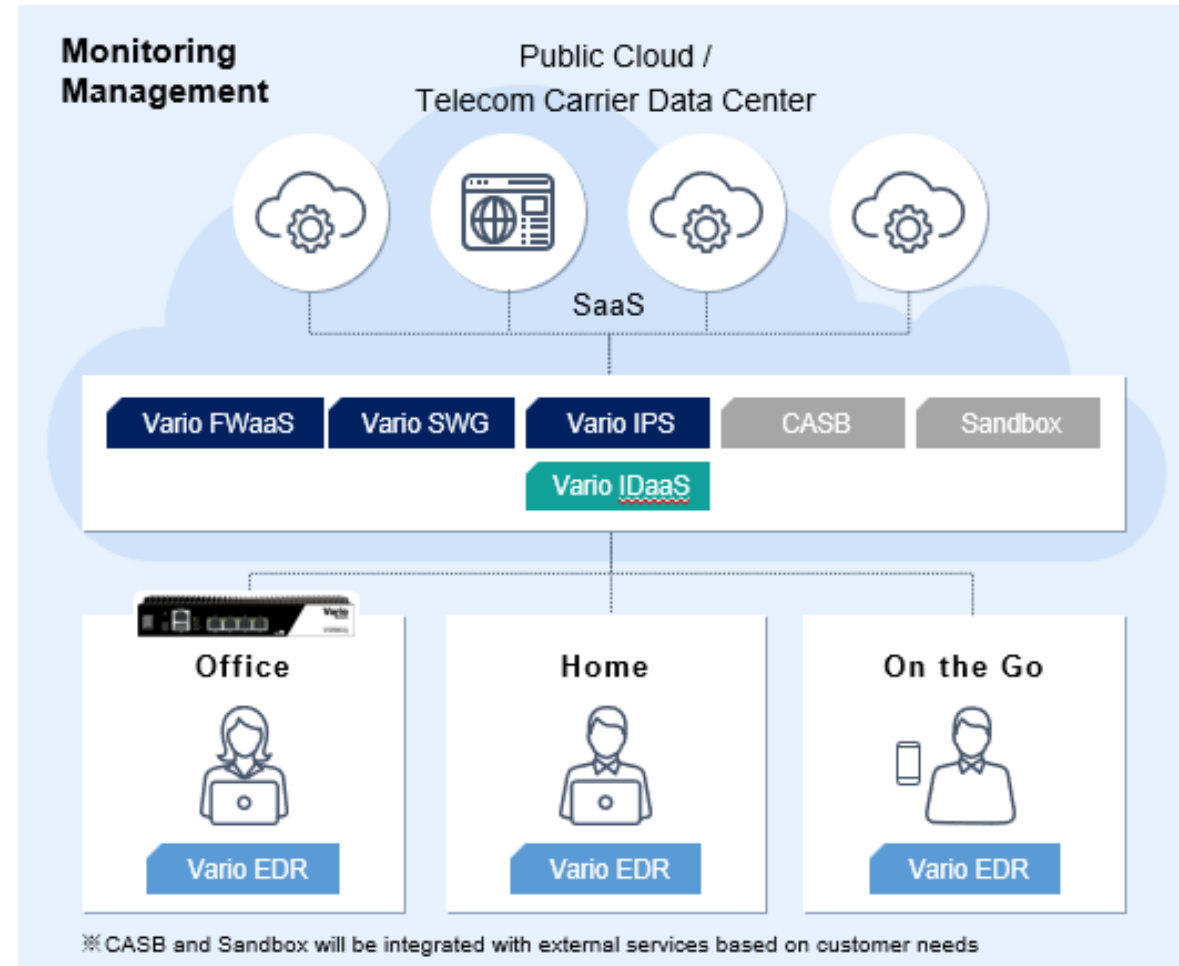 Monitoring
Management
Public Cloud /
Telecom Carrier Data Center
SaaS
Vario FWaaS
Vario SWG
Vario IPS
CASB
Sandbox
Vario IDaaS
Vario
Office
Home
On the Go
Vario EDR
Vario EDR
Vario EDR
※CASB and Sandbox will be integrated with external services based on customer needs